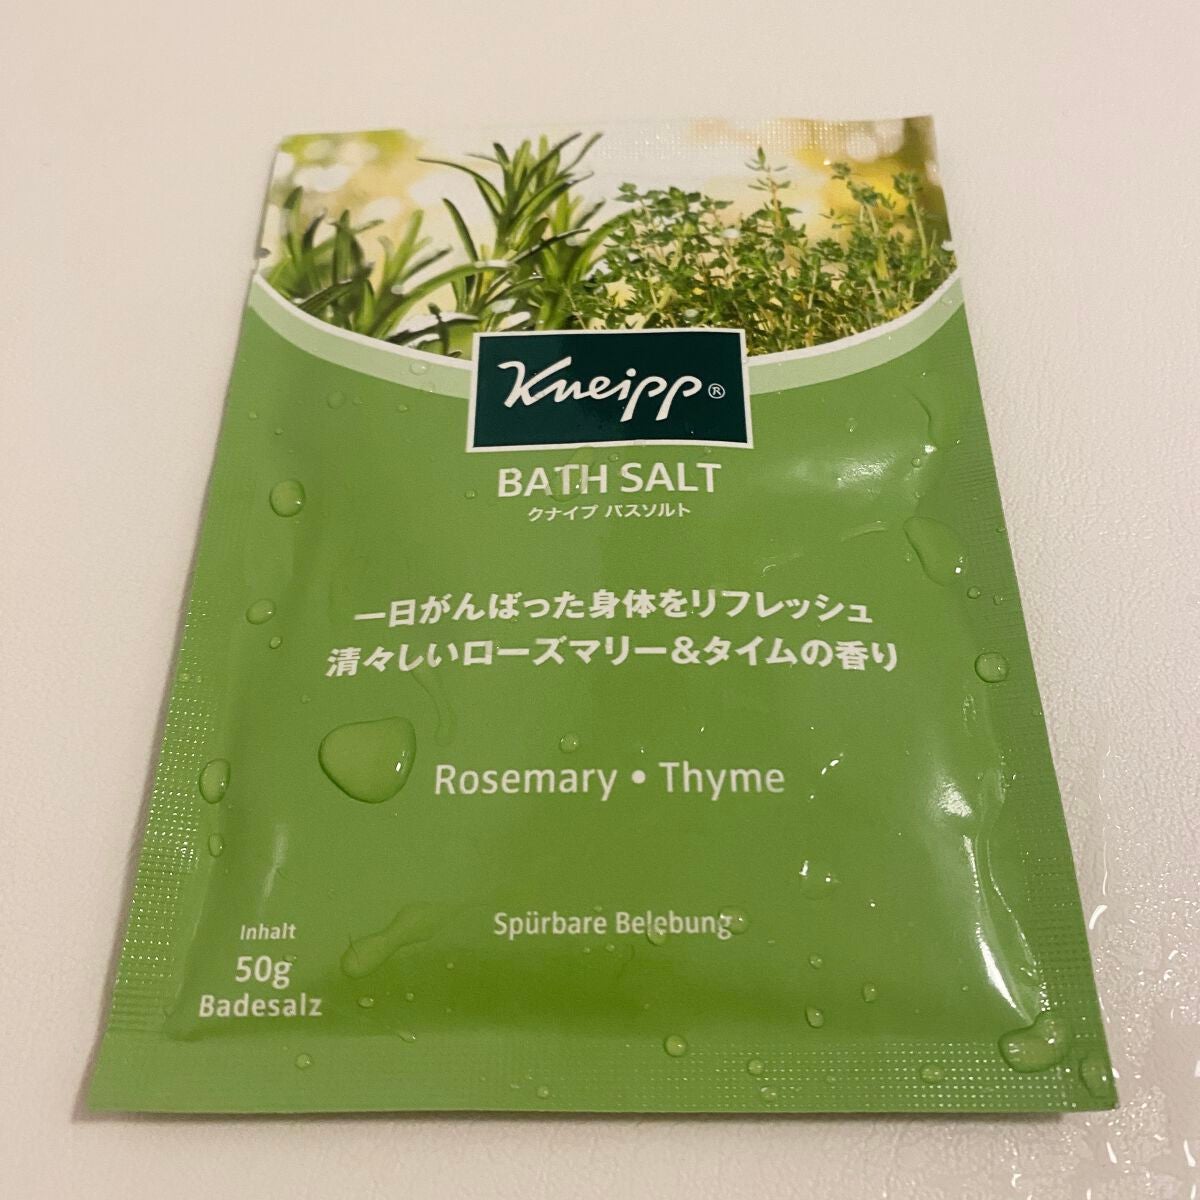 Kneipp®
BATH SALT
クナイプ バスソルト
一日がんばった身体をリフレッシュ
清々しいローズマリー&タイムの香り
Rosemary • Thyme
Spürbare Belebung
Inhalt
50g
Badesalz